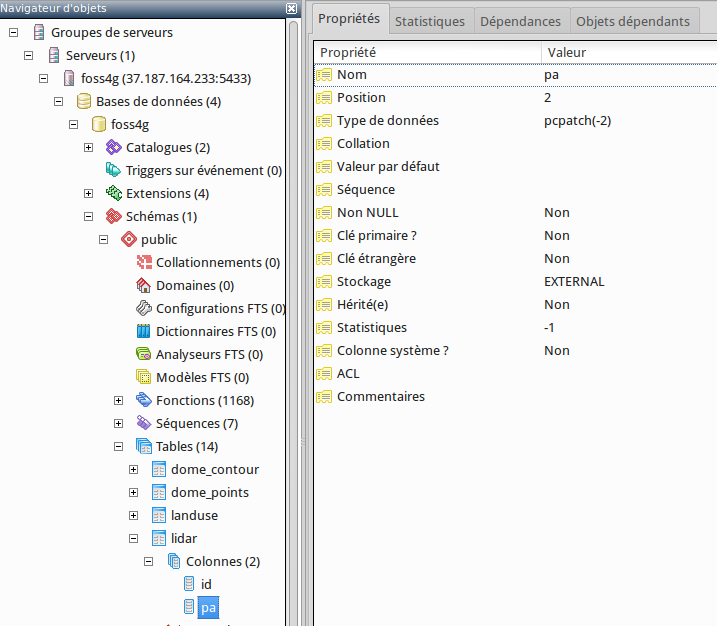 Navigateur d'objets
Groupes de serveurs
Serveurs (1)
foss4g (37.187.164.233:5433)
Bases de données (4)
foss4g
Catalogues (2)
Triggers sur événement (0)
Extensions (4)
Schémas (1)
public
Collationnements (0)
Domaines (0)
Configurations FTS (0)
Dictionnaires FTS (0)
Analyseurs FTS (0)
Modèles FTS (0)
Fonctions (1168)
Séquences (7)
Tables (14)
dome_contour
dome_points
landuse
lidar
Colonnes (2)
id
pa
Propriétés Statistiques Dépendances Objets dépendants
Propriété Valeur
Nom pa
Position 2
Type de données pcpatch(-2)
Collation
Valeur par défaut
Séquence
Non NULL Non
Clé primaire ? Non
Clé étrangère Non
Stockage EXTERNAL
Hérité(e) Non
Statistiques -1
Colonne système ? Non
ACL
Commentaires